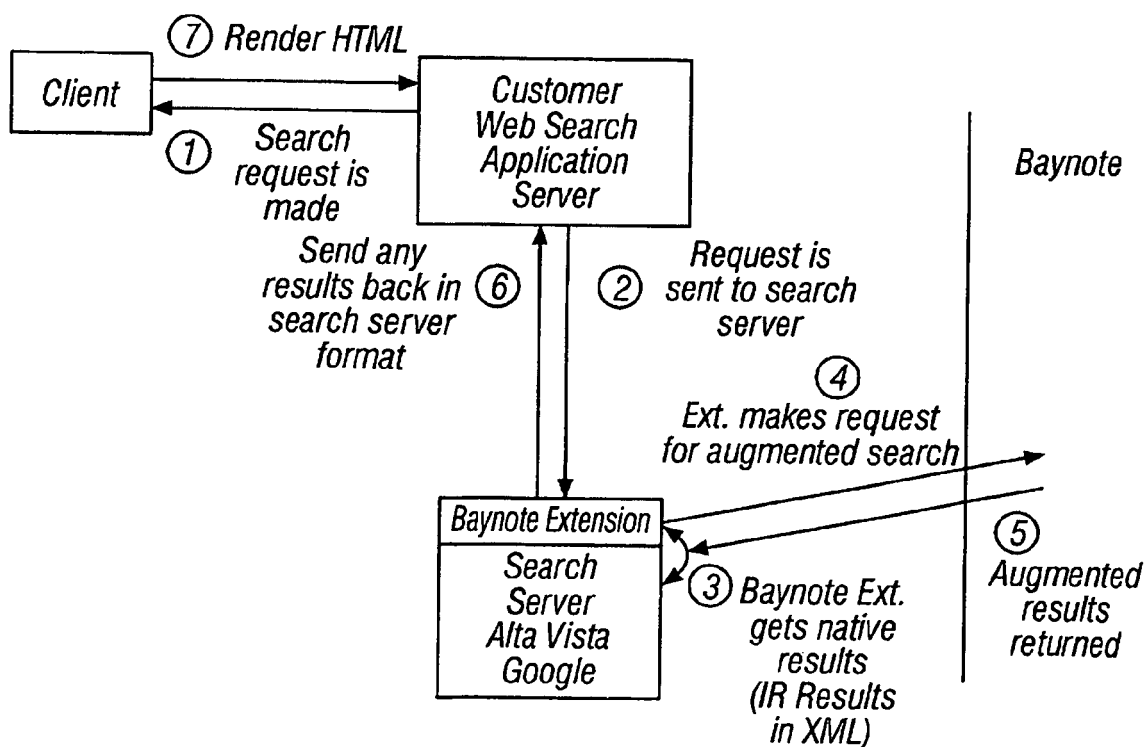 7 Render HTML
Client
Customer
Web Search
Application
Server
1 Search
request is
made
Baynote
Send any
results back in
search server
format
6
2 Request is
sent to search
server
4
Ext. makes request
for augmented search
Baynote Extension
Search
Server
Alta Vista
Google
3 Baynote Ext.
gets native
results
(IR Results
in XML)
5
Augmented
results
returned